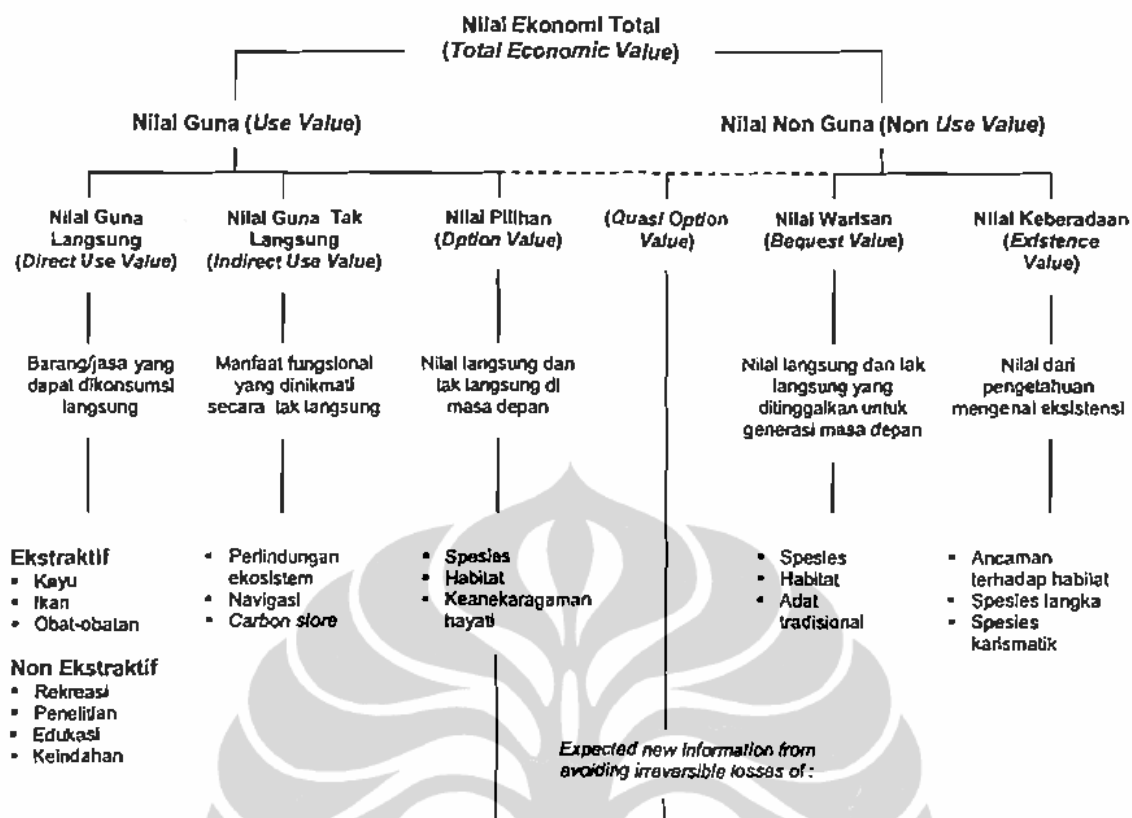 Nilai Ekonomi Total
(Total Economic Value)
Nilai Guna (Use Value)
Nilai Non Guna (Non Use Value)
Nilai Guna
Langsung
(Direct Use Value)
Nilai Guna Tak
Langsung
(Indirect Use Value)
Nilai Pilihan
(Option Value)
(Quasi Option
Value)
Nilai Warisan
(Bequest Value)
Nilai Keberadaan
(Existence
Value)
Barang/jasa yang
dapat dikonsumsi
langsung
Manfaat fungsional
yang dinikmati
secara tak langsung
Nilai langsung dan
tak langsung di
masa depan
Nilai langsung dan tak
langsung yang
ditinggalkan untuk
generasi masa depan
Nilai dari
pengetahuan
mengenai eksistensi
Ekstraktif
▪ Kayu
▪ Ikan
▪ Obat-obatan
Non Ekstraktif
▪ Rekreasi
▪ Penelitian
▪ Edukasi
▪ Keindahan
▪ Perlindungan
ekosistem
▪ Navigasi
▪ Carbon store
▪ Spesies
▪ Habitat
▪ Keanekaragaman
hayati
Expected new information from
avoiding irreversible losses of :
▪ Spesies
▪ Habitat
▪ Adat
tradisional
▪ Ancaman
terhadap habitat
▪ Spesies langka
▪ Spesies
karismatik